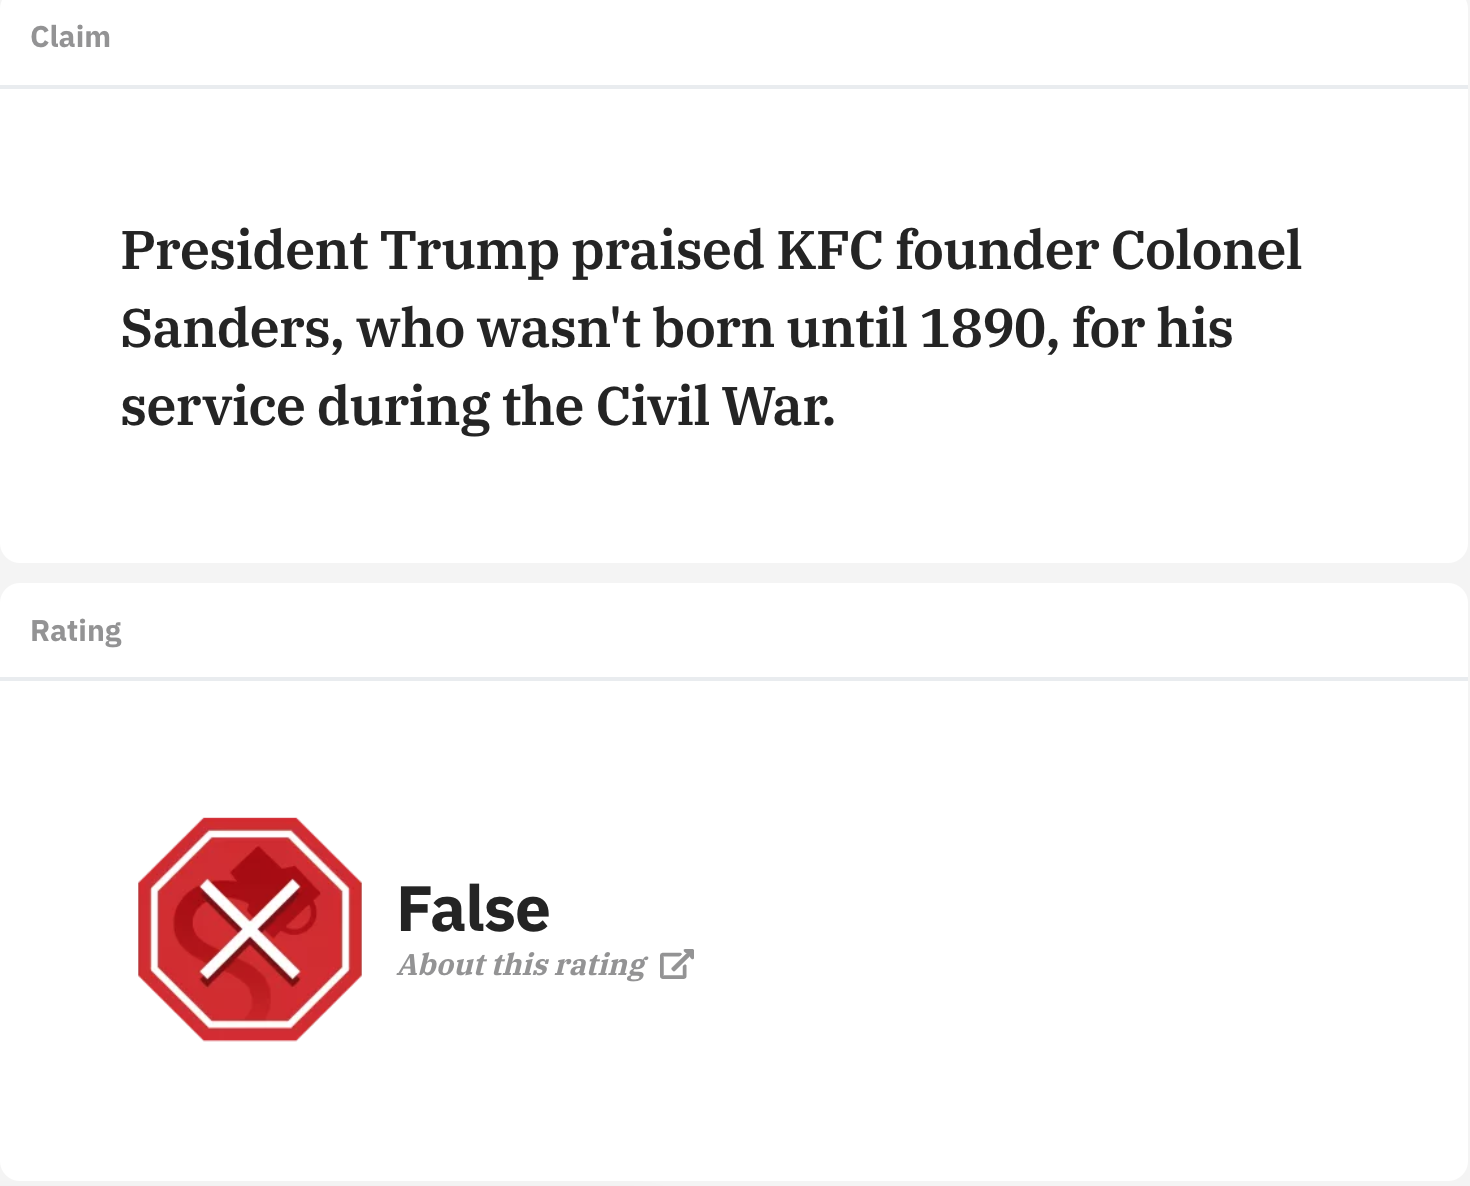 Claim
President Trump praised KFC founder Colonel
Sanders, who wasn't born until 1890, for his
service during the Civil War.
Rating
False
About this rating